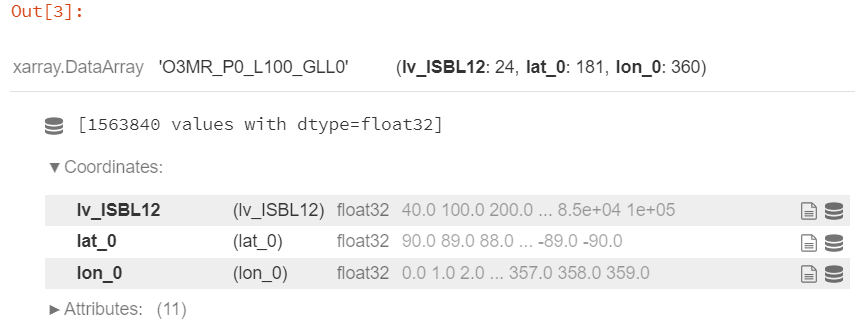 Out[3]:
xarray.DataArray 'O3MR_P0_L100_GLL0' (lv_ISBL12: 24, lat_0: 181, lon_0: 360)
[1563840 values with dtype=float32]
▼Coordinates:
lv_ISBL12 (lv_ISBL12) float32 40.0 100.0 200.0 ... 8.5e+04 1e+05
lat_0 (lat_0) float32 90.0 89.0 88.0 ... -89.0 -90.0
lon_0 (lon_0) float32 0.0 1.0 2.0 ... 357.0 358.0 359.0
►Attributes: (11)